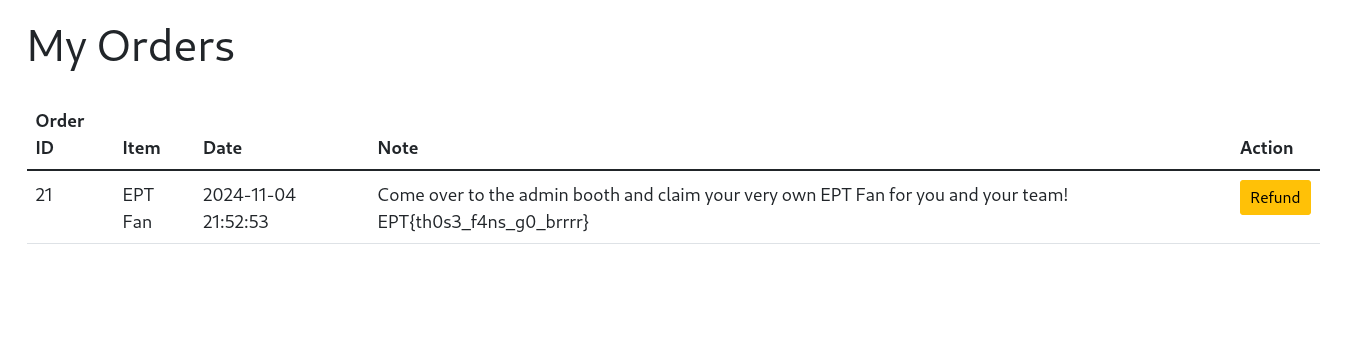 My Orders
Order
ID Item Date Note Action
21 EPT 2024-11-04 Come over to the admin booth and claim your very own EPT Fan for you and your team! Refund
Fan 21:52:53 EPT{th0s3_f4ns_g0_brrrr}